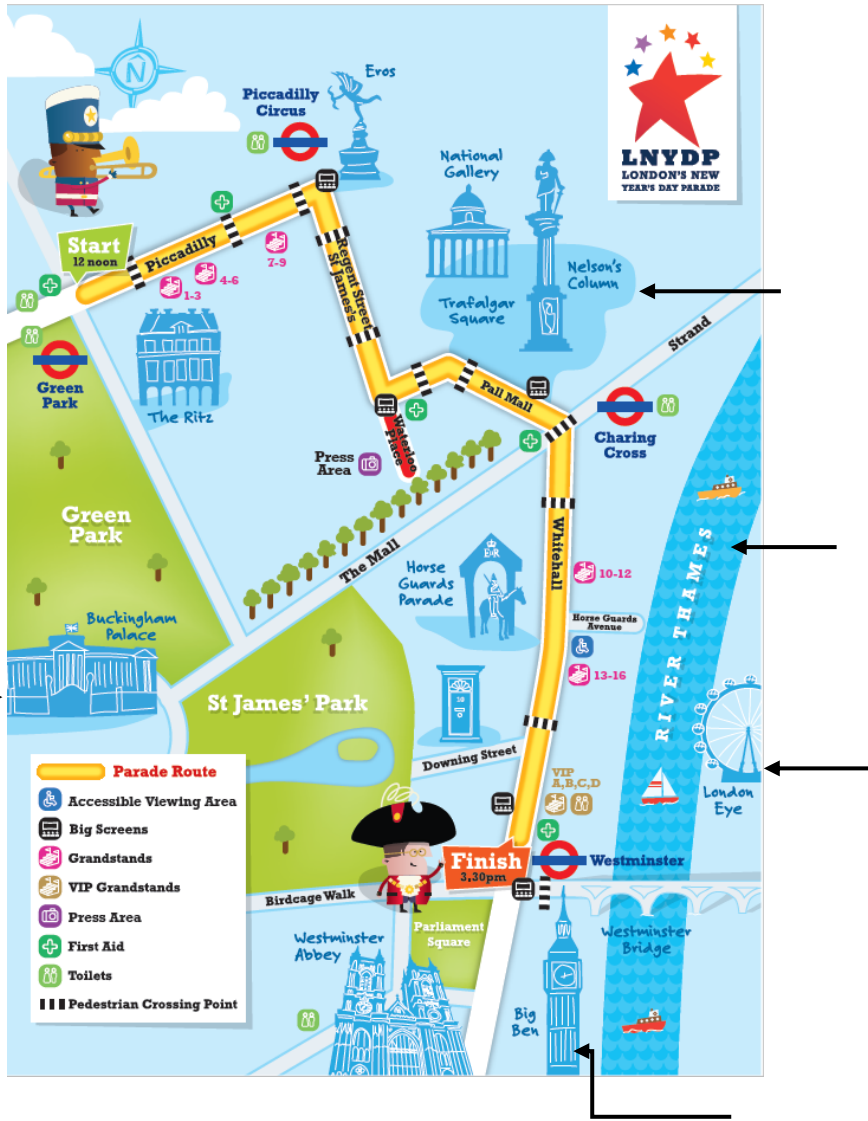 N
Eros
Piccadilly
Circus
LNYDP
LONDON'S NEW
YEAR'S DAY PARADE
National
Gallery
Start
12 noon
Piccadilly
7-9
4-6
1-3
Regent Street
St James's
Nelson's
Column
Trafalgar
Square
Strand
Green
Park
The Ritz
Pall Mall
Charing
Cross
Waterloo
Place
Press
Area
Green
Park
The Mall
Whitehall
Horse
Guards
Parade
E R
10-12
Horse Guards
Avenue
13-16
RIVER THAMES
Buckingham
Palace
St James' Park
10
Downing Street
VIP
A,B,C,D
London
Eye
Parade Route
Accessible Viewing Area
Big Screens
Grandstands
VIP Grandstands
Press Area
First Aid
Toilets
Pedestrian Crossing Point
Finish
3.30pm
Westminster
Birdcage Walk
Parliament
Square
Westminster
Abbey
Westminster
Bridge
Big
Ben